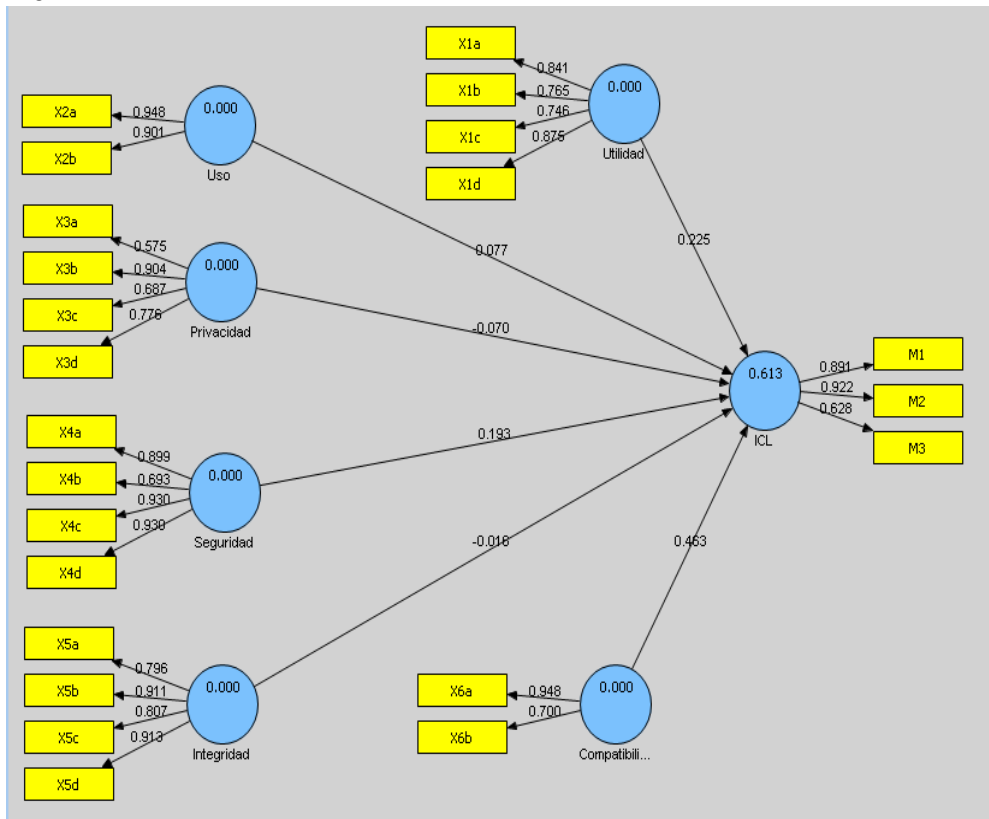 X1a
X1b
X1c
X1d
0.841
0.765
0.746
0.875
0.000
Utilidad
X2a
X2b
0.948
0.901
0.000
Uso
X3a
X3b
X3c
X3d
0.575
0.904
0.687
0.776
0.000
Privacidad
X4a
X4b
X4c
X4d
0.899
0.693
0.930
0.930
0.000
Seguridad
X5a
X5b
X5c
X5d
0.796
0.911
0.807
0.913
0.000
Integridad
X6a
X6b
0.948
0.700
0.000
Compatibili...
0.225
0.077
-0.070
0.193
-0.016
0.463
0.613
ICL
0.891
0.922
0.628
M1
M2
M3